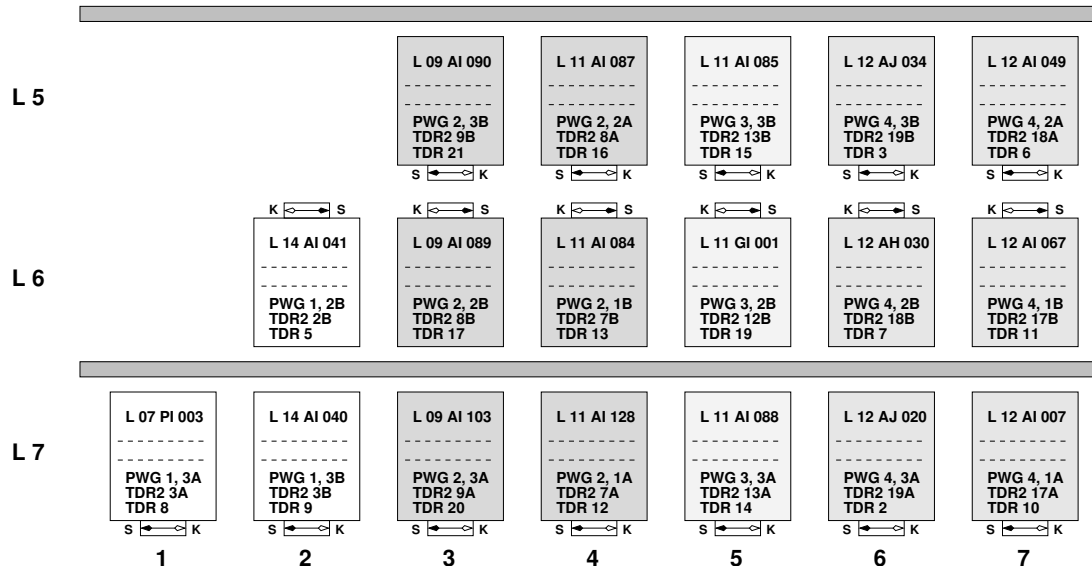 L 5
L 09 AI 090
PWG 2, 3B
TDR2 9B
TDR 21
S K
L 11 AI 087
PWG 2, 2A
TDR2 8A
TDR 16
S K
L 11 AI 085
PWG 3, 3B
TDR2 13B
TDR 15
S K
L 12 AJ 034
PWG 4, 3B
TDR2 19B
TDR 3
S K
L 12 AI 049
PWG 4, 2A
TDR2 18A
TDR 6
S K
L 6
K S
L 14 AI 041
PWG 1, 2B
TDR2 2B
TDR 5
K S
L 09 AI 089
PWG 2, 2B
TDR2 8B
TDR 17
K S
L 11 AI 084
PWG 2, 1B
TDR2 7B
TDR 13
K S
L 11 GI 001
PWG 3, 2B
TDR2 12B
TDR 19
K S
L 12 AH 030
PWG 4, 2B
TDR2 18B
TDR 7
K S
L 12 AI 067
PWG 4, 1B
TDR2 17B
TDR 11
L 7
L 07 PI 003
PWG 1, 3A
TDR2 3A
TDR 8
S K
L 14 AI 040
PWG 1, 3B
TDR2 3B
TDR 9
S K
L 09 AI 103
PWG 2, 3A
TDR2 9A
TDR 20
S K
L 11 AI 128
PWG 2, 1A
TDR2 7A
TDR 12
S K
L 11 AI 088
PWG 3, 3A
TDR2 13A
TDR 14
S K
L 12 AJ 020
PWG 4, 3A
TDR2 19A
TDR 2
S K
L 12 AI 007
PWG 4, 1A
TDR2 17A
TDR 10
S K
1 2 3 4 5 6 7